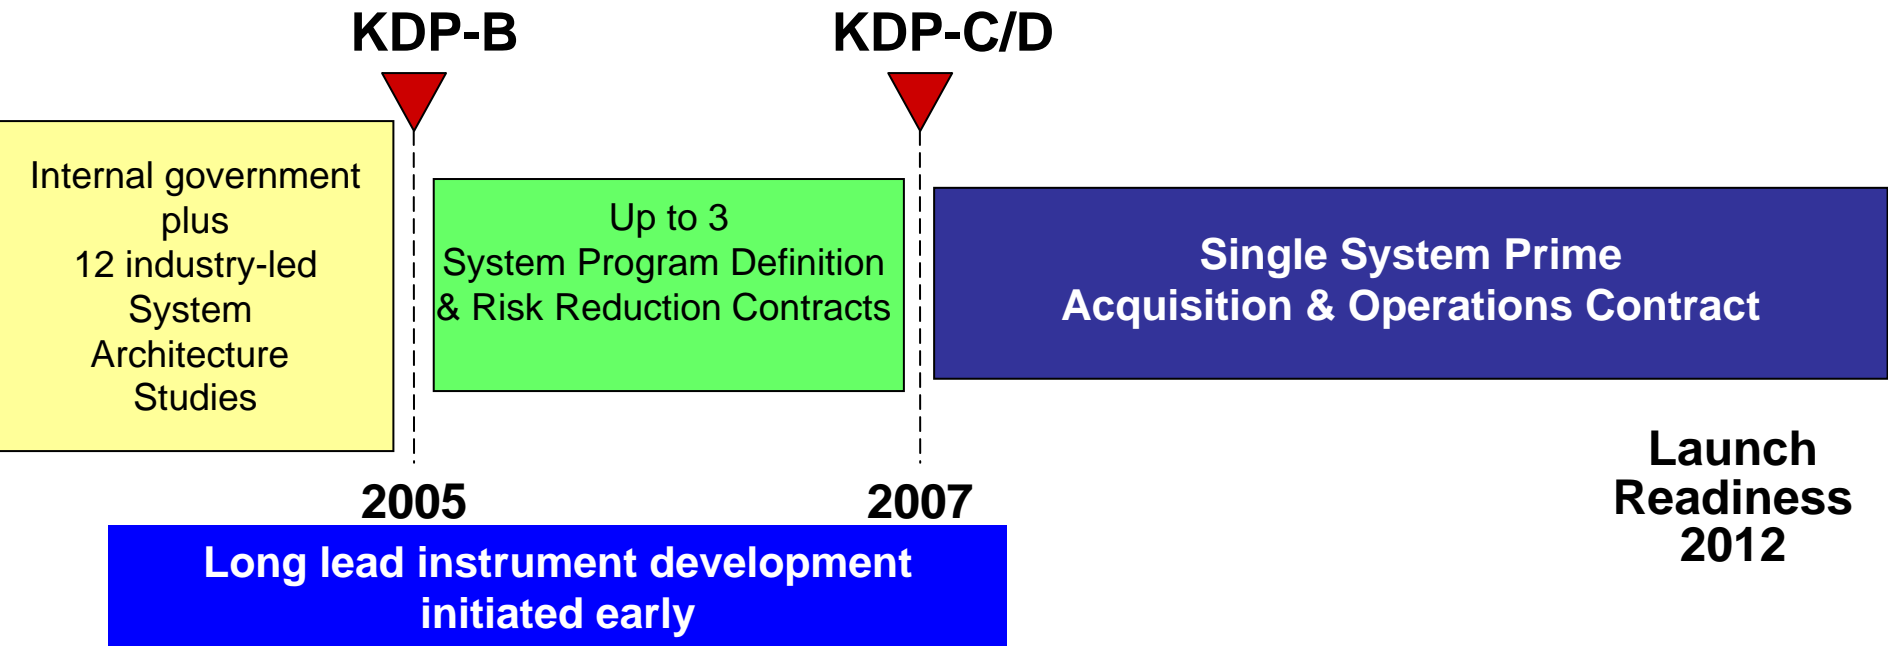 KDP-B
KDP-C/D
Internal government
plus
12 industry-led
System
Architecture
Studies
Up to 3
System Program Definition
& Risk Reduction Contracts
Single System Prime
Acquisition & Operations Contract
2005
2007
Launch
Readiness
2012
Long lead instrument development
initiated early